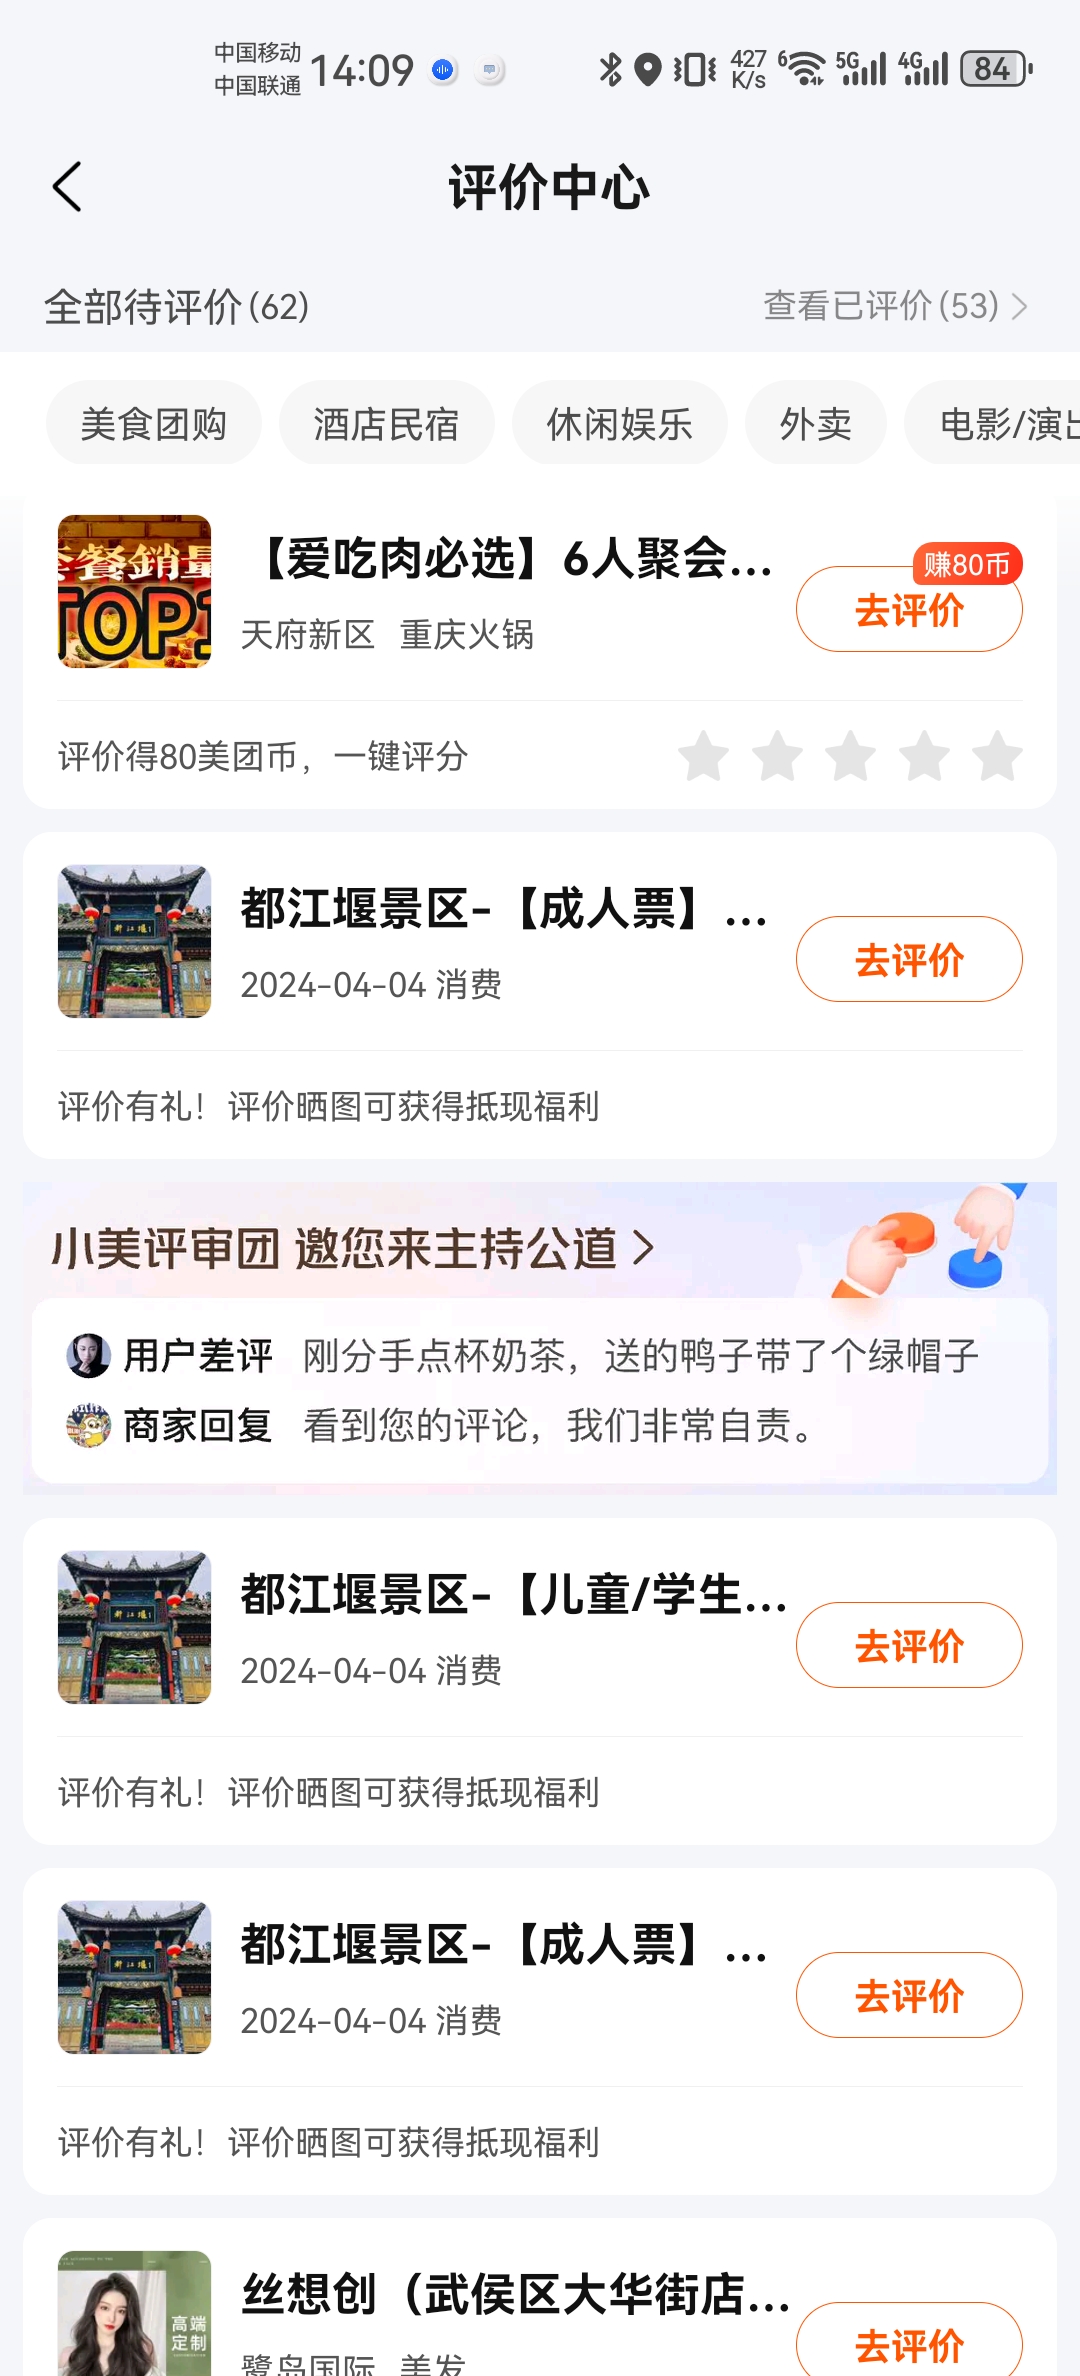 中国移动
中国联通
14:09
427
K/s
6
5G
4G
84
评价中心
全部待评价(62)
查看已评价(53)
美食团购
酒店民宿
休闲娱乐
外卖
电影/演出
套餐銷量
TOP1
【爱吃肉必选】6人聚会...
天府新区 重庆火锅
赚80币
去评价
评价得80美团币，一键评分
都江堰景区-【成人票】...
2024-04-04 消费
去评价
评价有礼！评价晒图可获得抵现福利
小美评审团 邀您来主持公道
用户差评 刚分手点杯奶茶，送的鸭子带了个绿帽子
商家回复 看到您的评论，我们非常自责。
都江堰景区-【儿童/学生...
2024-04-04 消费
去评价
评价有礼！评价晒图可获得抵现福利
都江堰景区-【成人票】...
2024-04-04 消费
去评价
评价有礼！评价晒图可获得抵现福利
高端
定制
丝想创（武侯区大华街店...
鹭岛国际 美发
去评价